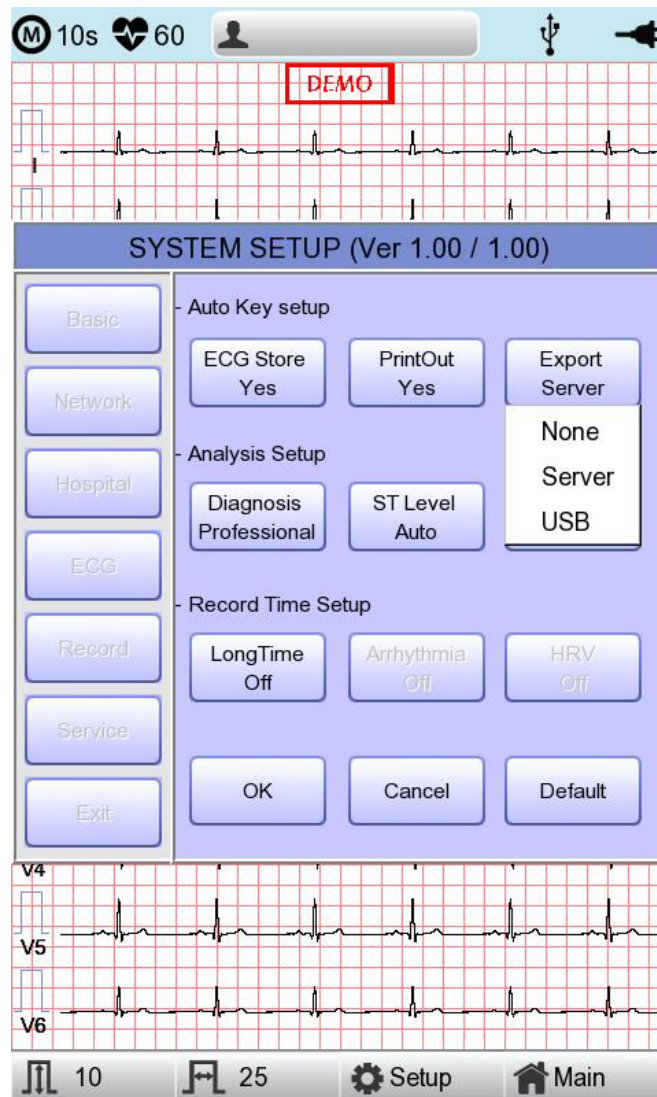 M 10s 60
DEMO
I
SYSTEM SETUP (Ver 1.00 / 1.00)
Basic
Network
Hospital
ECG
Record
Service
Exit
- Auto Key setup
ECG Store
Yes
PrintOut
Yes
Export
Server
None
Server
USB
- Analysis Setup
Diagnosis
Professional
ST Level
Auto
- Record Time Setup
LongTime
Off
Arrhythmia
Off
HRV
Off
OK
Cancel
Default
V4
V5
V6
10
25
Setup
Main